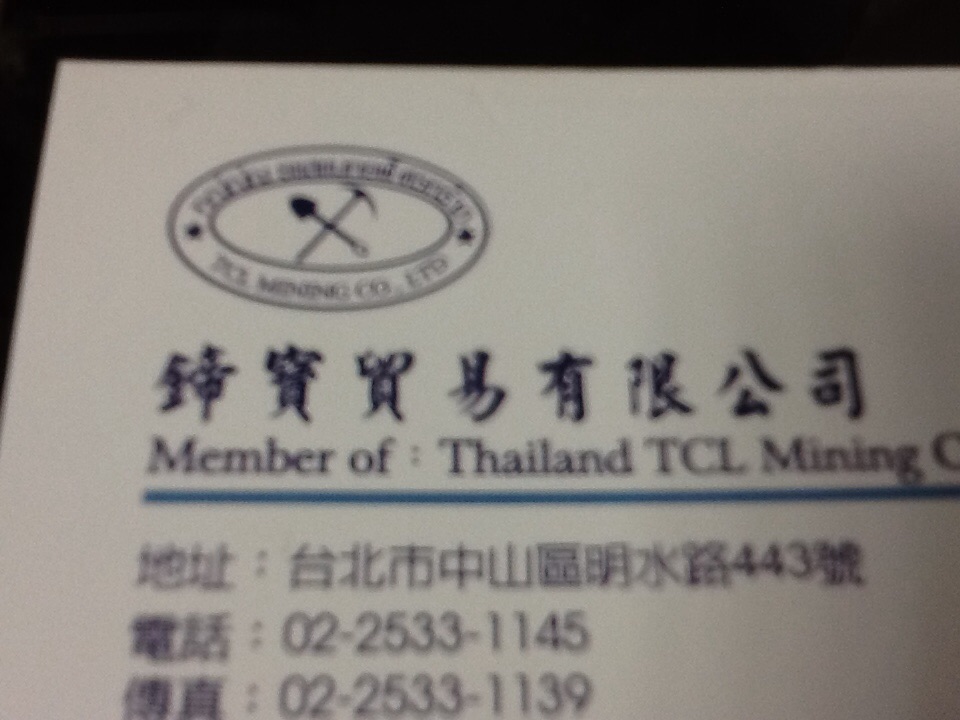 TCL MINING CO., LTD
鍗寶貿易有限公司
Member of : Thailand TCL Mining C
地址：台北市中山區明水路443號
電話：02-2533-1145
傳真：02-2533-1139